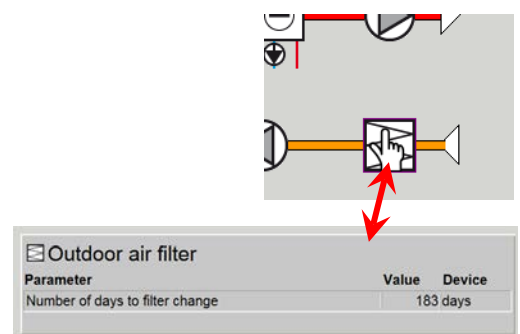 Outdoor air filter
Parameter Value Device
Number of days to filter change 183 days